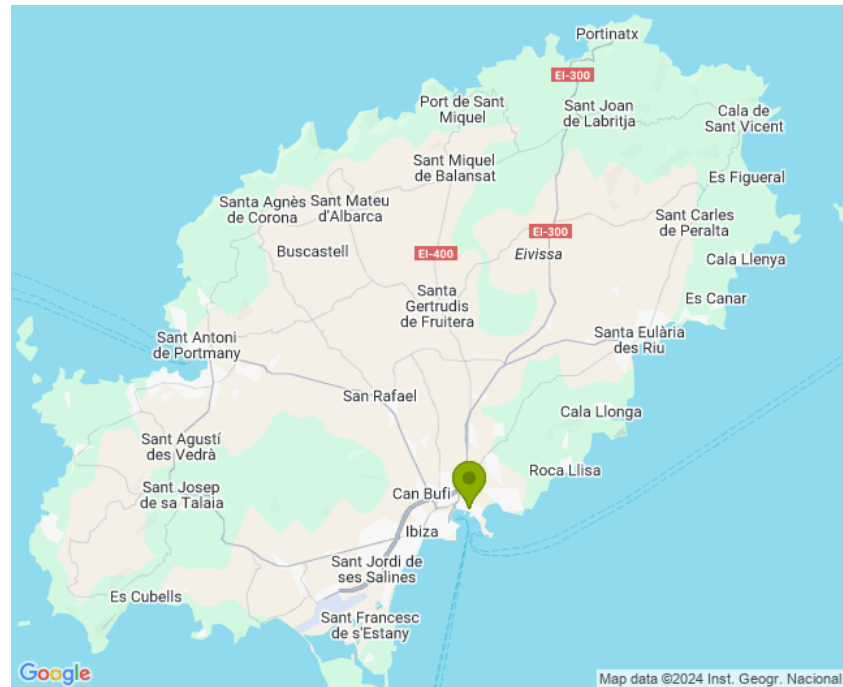 Portinatx
EI-300
Port de Sant
Miquel
Sant Joan
de Labritja
Cala de
Sant Vicent
Sant Miquel
de Balansat
Es Figueral
Santa Agnès
de Corona
Sant Mateu
d'Albarca
Sant Carles
de Peralta
EI-300
Buscastell
EI-400
Eivissa
Cala Llenya
Santa
Gertrudis
de Fruitera
Es Canar
Sant Antoni
de Portmany
Santa Eulària
des Riu
San Rafael
Cala Llonga
Sant Agustí
des Vedrà
Roca Llisa
Sant Josep
de sa Talaia
Can Bufi
Ibiza
Sant Jordi de
ses Salines
Es Cubells
Sant Francesc
de s'Estany
Google
Map data ©2024 Inst. Geogr. Nacional